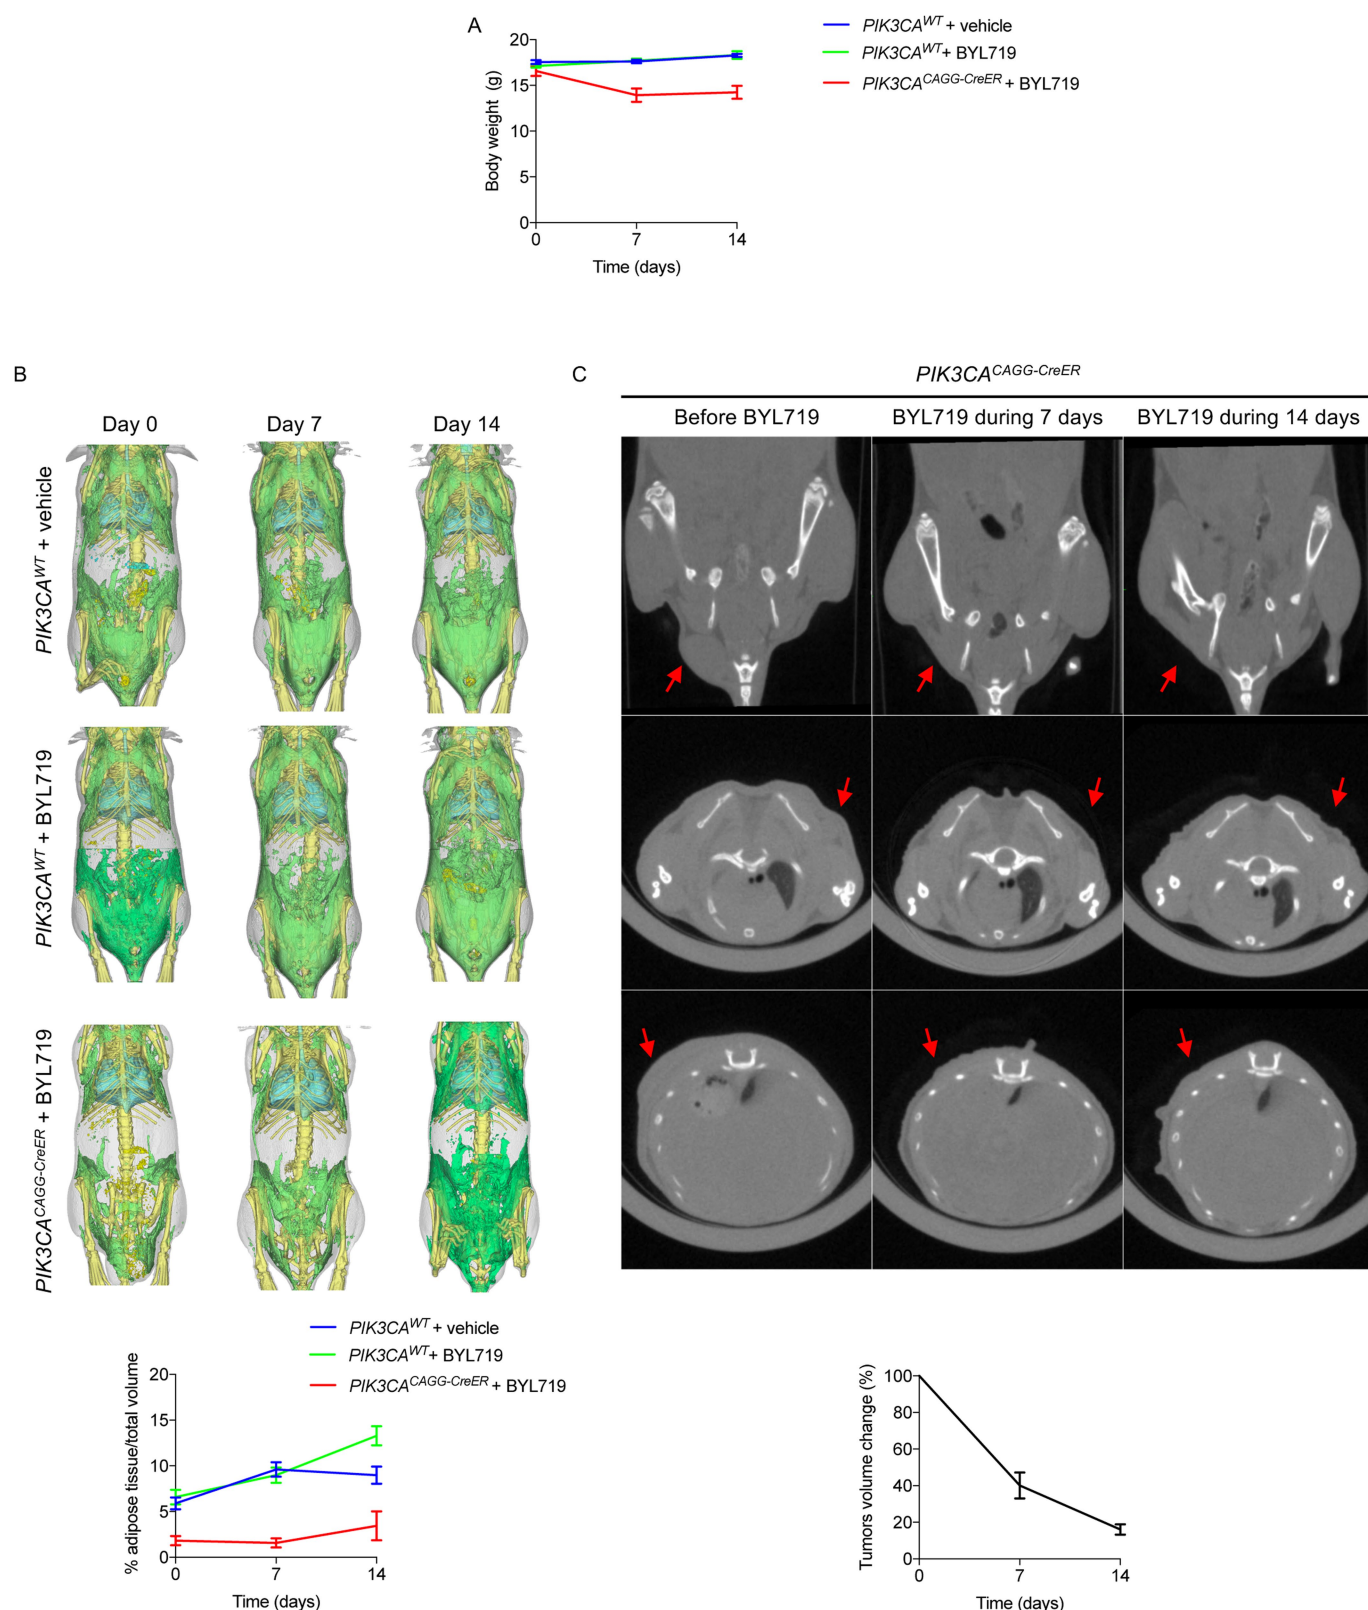 A
PIK3CA^WT + vehicle
PIK3CA^WT + BYL719
PIK3CA^CAGG-CreER + BYL719
20
15
10
5
0
Body weight (g)
0 7 14
Time (days)
B
Day 0 Day 7 Day 14
PIK3CA^WT + vehicle
PIK3CA^WT + BYL719
PIK3CA^CAGG-CreER + BYL719
PIK3CA^WT + vehicle
PIK3CA^WT + BYL719
PIK3CA^CAGG-CreER + BYL719
20
15
10
5
0
% adipose tissue/total volume
0 7 14
Time (days)
C
PIK3CA^CAGG-CreER
Before BYL719 BYL719 during 7 days BYL719 during 14 days
100
80
60
40
20
0
Tumors volume change (%)
0 7 14
Time (days)